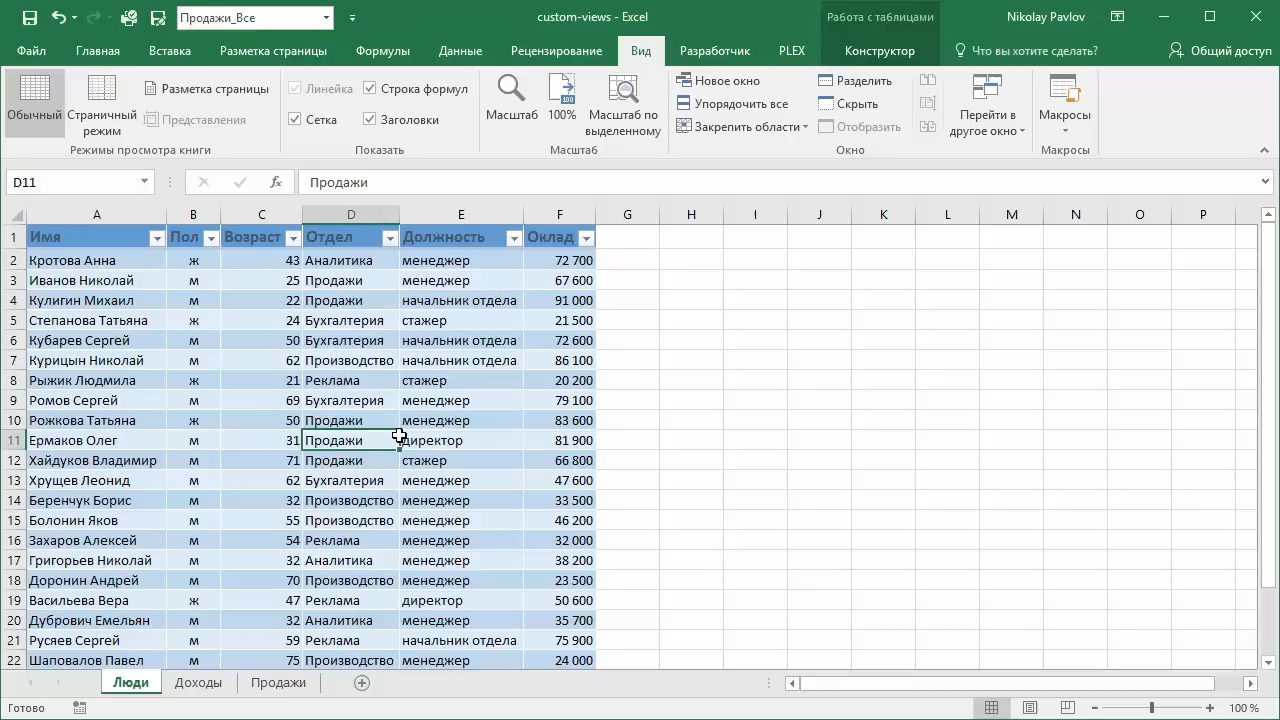 Продажи_Все
custom-views - Excel
Работа с таблицами
Nikolay Pavlov
Файл Главная Вставка Разметка страницы Формулы Данные Рецензирование Вид Разработчик PLEX Конструктор Что вы хотите сделать? Общий доступ
Обычный
Страничный режим
Разметка страницы
Представления
Режимы просмотра книги
Линейка
Строка формул
Сетка
Заголовки
Показать
Масштаб
100
100%
Масштаб по выделенному
Масштаб
Новое окно
Упорядочить все
Закрепить области
Разделить
Скрыть
Отобразить
Перейти в другое окно
Окно
Макросы
Макросы
D11 fx Продажи
A B C D E F G H I J K L M N O P
1 Имя Пол Возраст Отдел Должность Оклад
2 Кротова Анна ж 43 Аналитика менеджер 72 700
3 Иванов Николай м 25 Продажи менеджер 67 600
4 Кулигин Михаил м 22 Продажи начальник отдела 91 000
5 Степанова Татьяна ж 24 Бухгалтерия стажер 21 500
6 Кубарев Сергей м 50 Бухгалтерия начальник отдела 72 600
7 Курицын Николай м 62 Производство начальник отдела 86 100
8 Рыжик Людмила ж 21 Реклама стажер 20 200
9 Ромов Сергей м 69 Бухгалтерия менеджер 79 100
10 Рожкова Татьяна ж 50 Продажи менеджер 83 600
11 Ермаков Олег м 31 Продажи директор 81 900
12 Хайдуков Владимир м 71 Продажи стажер 66 800
13 Хрущев Леонид м 62 Бухгалтерия менеджер 47 600
14 Беренчук Борис м 32 Производство менеджер 33 500
15 Болонин Яков м 55 Производство менеджер 46 200
16 Захаров Алексей м 54 Реклама менеджер 32 000
17 Григорьев Николай м 32 Аналитика менеджер 38 200
18 Доронин Андрей м 70 Производство менеджер 23 500
19 Васильева Вера ж 47 Реклама директор 50 600
20 Дубрович Емельян м 32 Аналитика менеджер 35 700
21 Русяев Сергей м 59 Реклама начальник отдела 75 900
22 Шаповалов Павел м 75 Производство менеджер 24 000
Люди Доходы Продажи
Готово 100 %